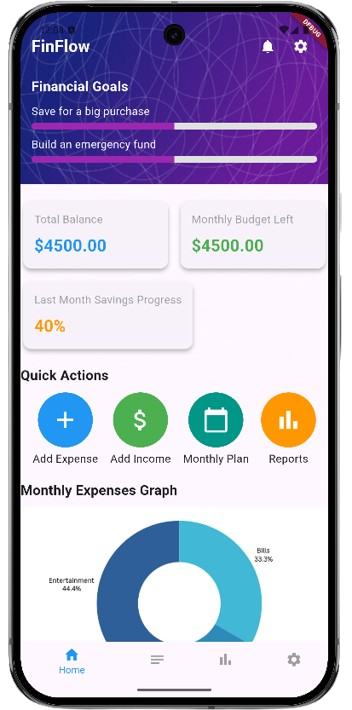 DEBUG
FinFlow
Financial Goals
Save for a big purchase
Build an emergency fund
Total Balance
$4500.00
Monthly Budget Left
$4500.00
Last Month Savings Progress
40%
Quick Actions
Add Expense
Add Income
Monthly Plan
Reports
Monthly Expenses Graph
Bills
33.3%
Entertainment
44.4%
Home